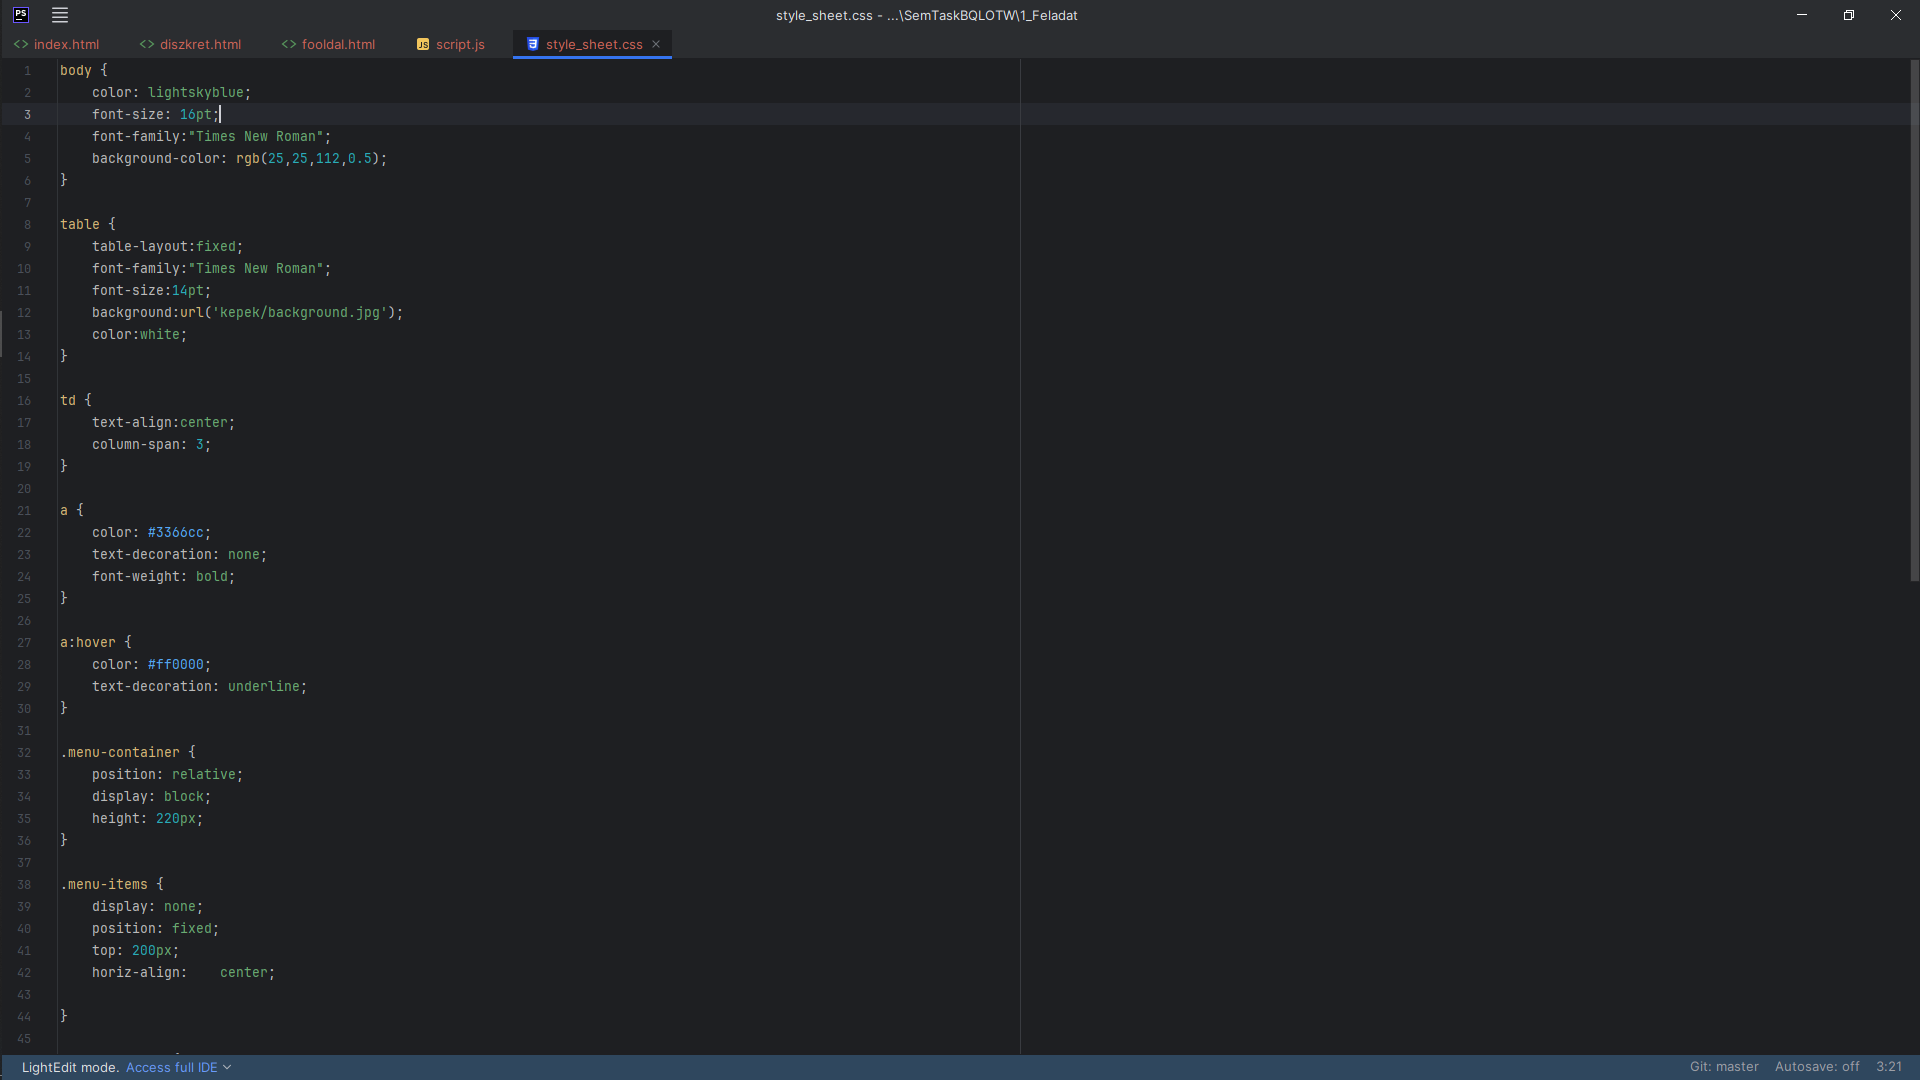 PS
style_sheet.css - ...\SemTaskBQLOTW\1_Feladat
<> index.html <> diszkret.html <> fooldal.html JS script.js style_sheet.css ×
1 body {
2     color: lightskyblue;
3     font-size: 16pt;
4     font-family:"Times New Roman";
5     background-color: rgb(25,25,112,0.5);
6 }
7
8 table {
9     table-layout:fixed;
10     font-family:"Times New Roman";
11     font-size:14pt;
12     background:url('kepek/background.jpg');
13     color:white;
14 }
15
16 td {
17     text-align:center;
18     column-span: 3;
19 }
20
21 a {
22     color: #3366cc;
23     text-decoration: none;
24     font-weight: bold;
25 }
26
27 a:hover {
28     color: #ff0000;
29     text-decoration: underline;
30 }
31
32 .menu-container {
33     position: relative;
34     display: block;
35     height: 220px;
36 }
37
38 .menu-items {
39     display: none;
40     position: fixed;
41     top: 200px;
42     horiz-align:    center;
43
44 }
45
LightEdit mode. Access full IDE Git: master Autosave: off 3:21